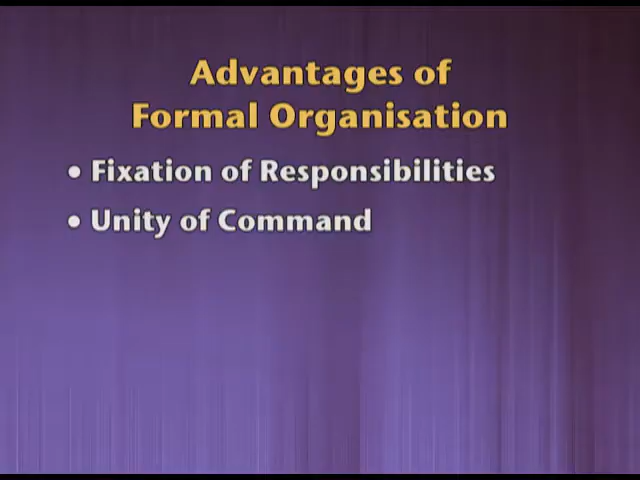 Advantages of
Formal Organisation
• Fixation of Responsibilities
• Unity of Command